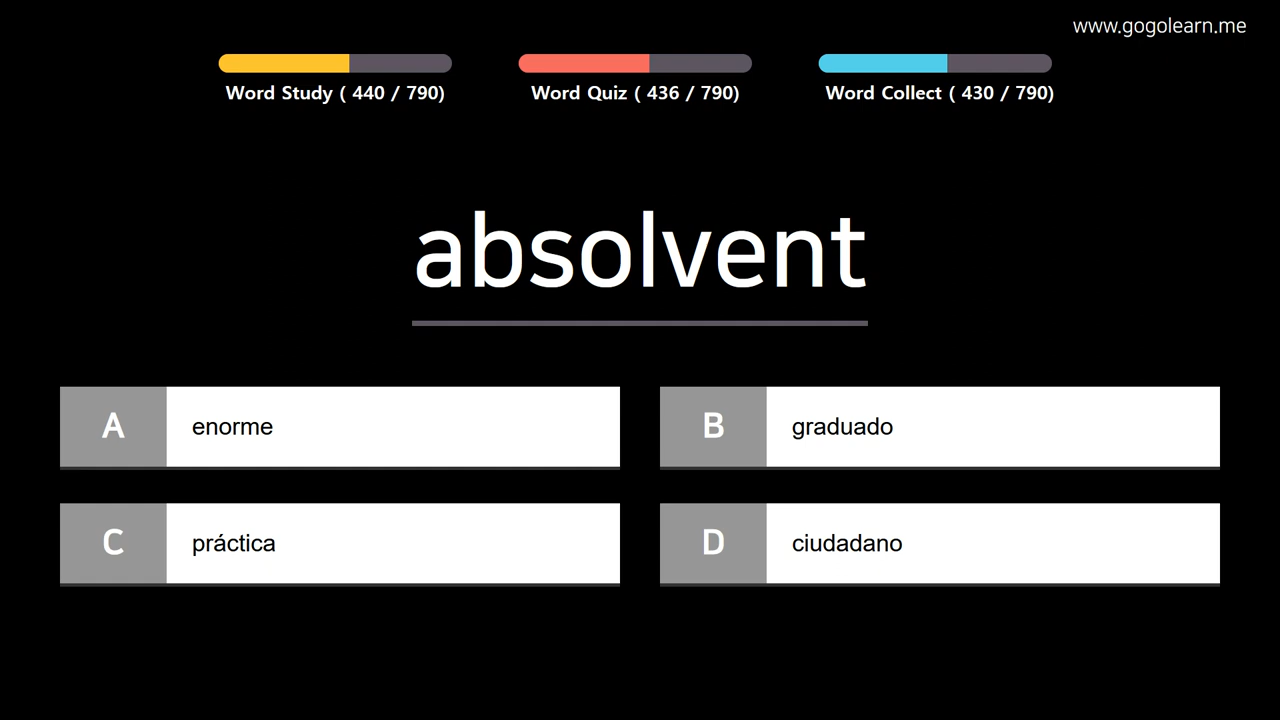 www.gogolearn.me
Word Study ( 440 / 790)
Word Quiz ( 436 / 790)
Word Collect ( 430 / 790)
absolvent
A enorme
B graduado
C práctica
D ciudadano